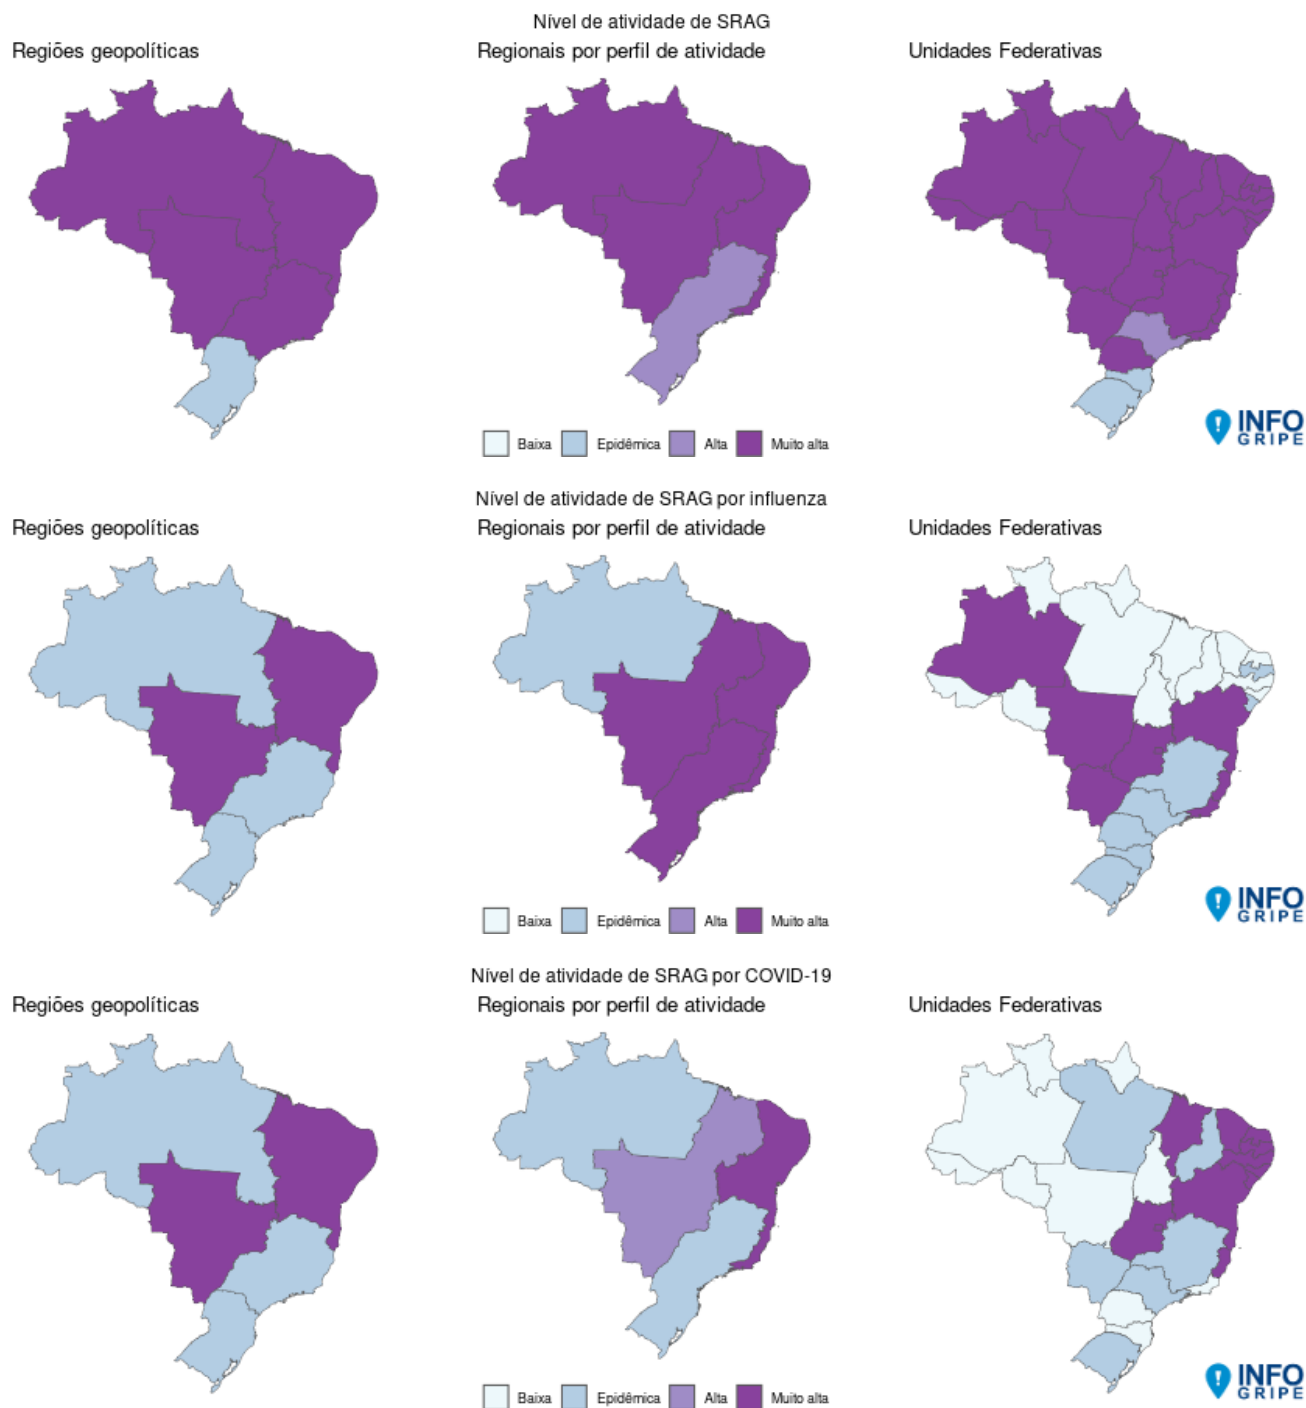 Nível de atividade de SRAG
Regiões geopolíticas
Regionais por perfil de atividade
Unidades Federativas
Baixa
Epidêmica
Alta
Muito alta
INFO
GRIPE
Nível de atividade de SRAG por influenza
Regiões geopolíticas
Regionais por perfil de atividade
Unidades Federativas
Baixa
Epidêmica
Alta
Muito alta
INFO
GRIPE
Nível de atividade de SRAG por COVID-19
Regiões geopolíticas
Regionais por perfil de atividade
Unidades Federativas
Baixa
Epidêmica
Alta
Muito alta
INFO
GRIPE